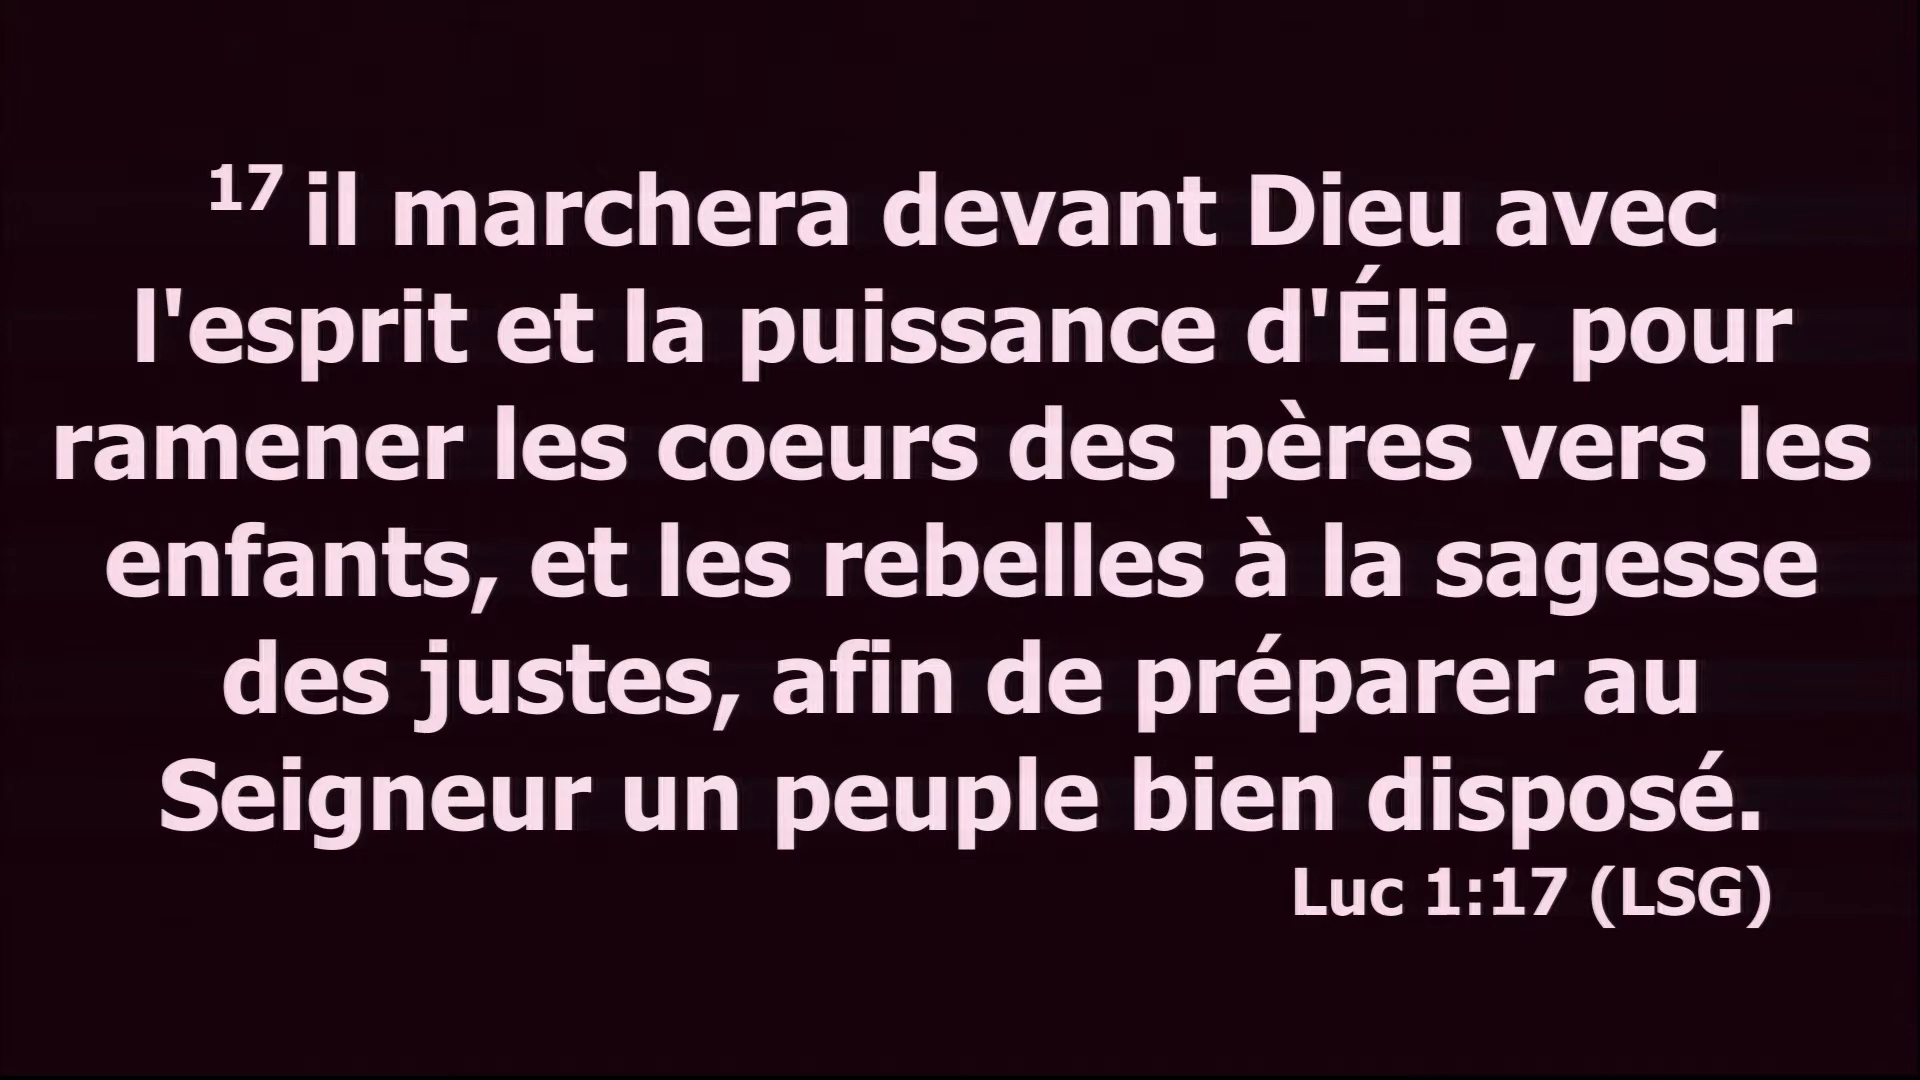 17 il marchera devant Dieu avec
l'esprit et la puissance d'Élie, pour
ramener les coeurs des pères vers les
enfants, et les rebelles à la sagesse
des justes, afin de préparer au
Seigneur un peuple bien disposé.
Luc 1:17 (LSG)